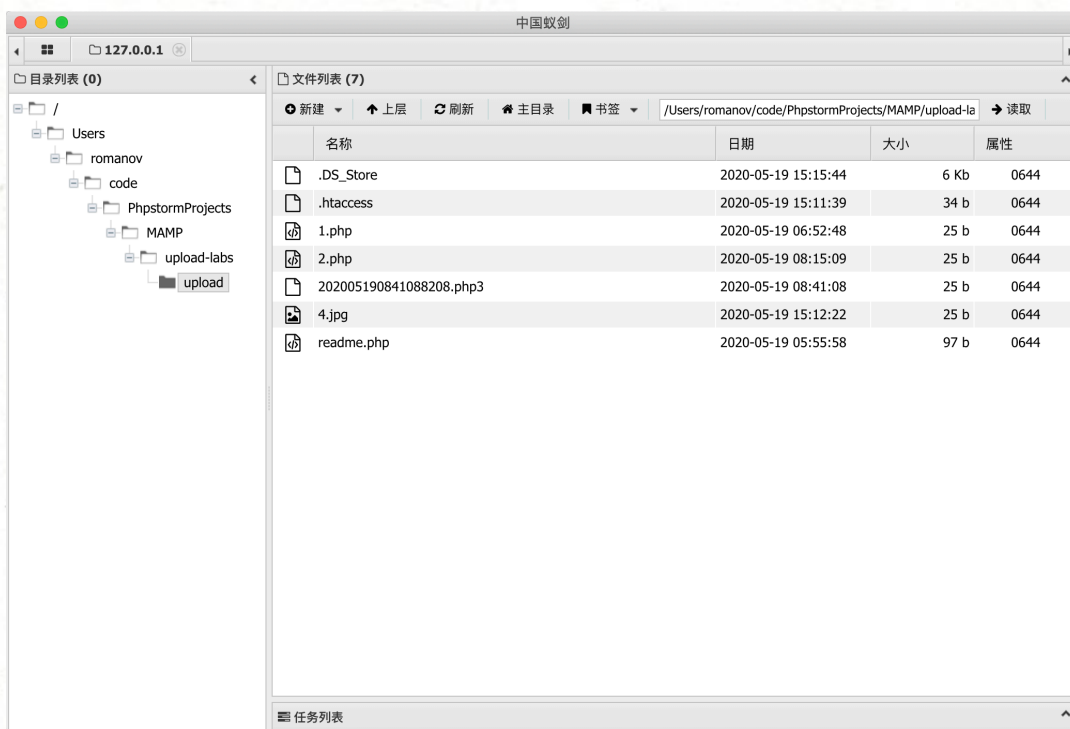 中国蚁剑
127.0.0.1
目录列表 (0)
文件列表 (7)
新建 上层 刷新 主目录 书签 /Users/romanov/code/PhpstormProjects/MAMP/upload-la 读取
/
Users
romanov
code
PhpstormProjects
MAMP
upload-labs
upload
名称 日期 大小 属性
.DS_Store 2020-05-19 15:15:44 6 Kb 0644
.htaccess 2020-05-19 15:11:39 34 b 0644
1.php 2020-05-19 06:52:48 25 b 0644
2.php 2020-05-19 08:15:09 25 b 0644
202005190841088208.php3 2020-05-19 08:41:08 25 b 0644
4.jpg 2020-05-19 15:12:22 25 b 0644
readme.php 2020-05-19 05:55:58 97 b 0644
任务列表